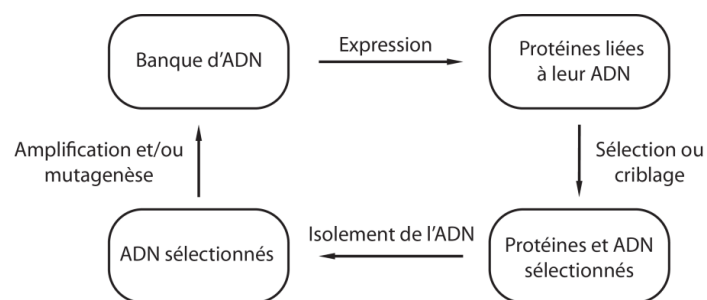 Banque d’ADN
Expression
Protéines liées
à leur ADN
Amplification et/ou
mutagenèse
Sélection ou
criblage
ADN sélectionnés
Isolement de l’ADN
Protéines et ADN
sélectionnés